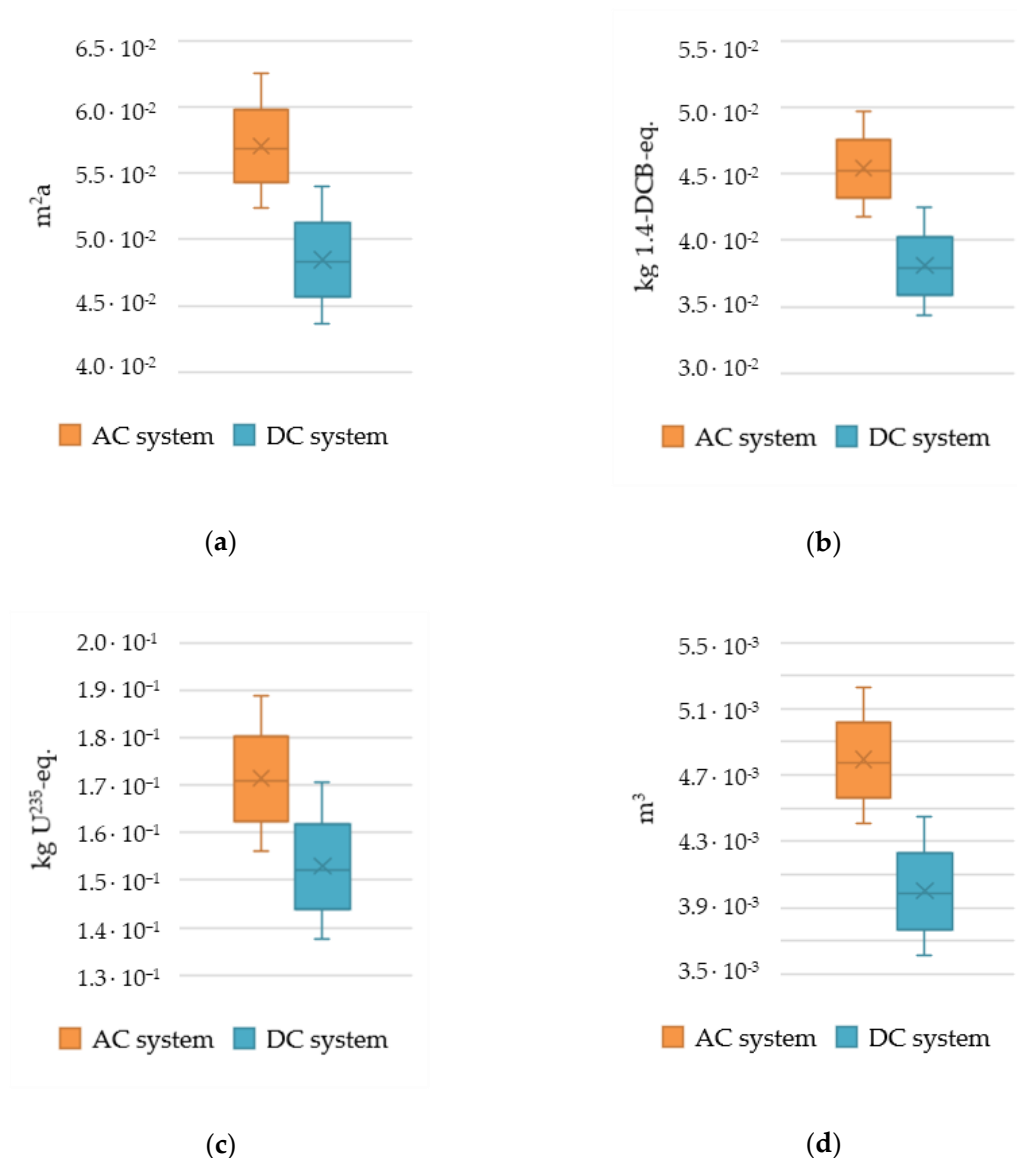 6.5· 10⁻²
6.0· 10⁻²
5.5· 10⁻²
5.0· 10⁻²
4.5· 10⁻²
4.0· 10⁻²
m²a
AC system DC system
(a)
5.5· 10⁻²
5.0· 10⁻²
4.5· 10⁻²
4.0· 10⁻²
3.5· 10⁻²
3.0· 10⁻²
kg 1.4-DCB-eq.
AC system DC system
(b)
2.0· 10⁻¹
1.9· 10⁻¹
1.8· 10⁻¹
1.7· 10⁻¹
1.6· 10⁻¹
1.5· 10⁻¹
1.4· 10⁻¹
1.3· 10⁻¹
kg U²³⁵-eq.
AC system DC system
(c)
5.5· 10⁻³
5.1· 10⁻³
4.7· 10⁻³
4.3· 10⁻³
3.9· 10⁻³
3.5· 10⁻³
m³
AC system DC system
(d)